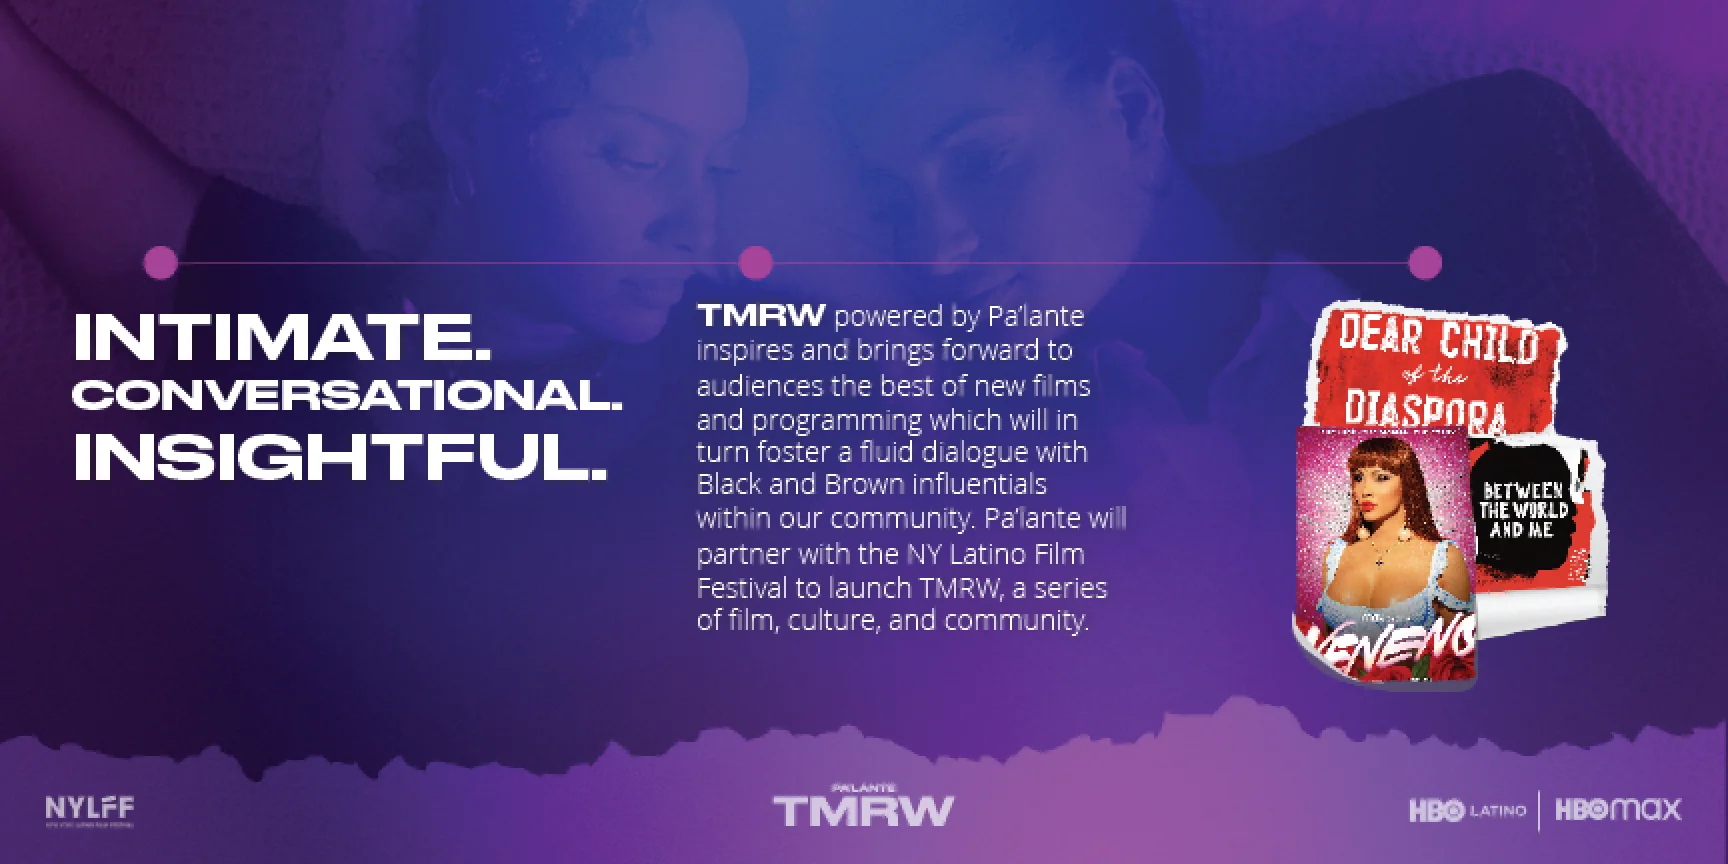 INTIMATE.
CONVERSATIONAL.
INSIGHTFUL.
TMRW powered by Pa'lante
inspires and brings forward to
audiences the best of new films
and programming which will in
turn foster a fluid dialogue with
Black and Brown influentials
within our community. Pa'lante will
partner with the NY Latino Film
Festival to launch TMRW, a series
of film, culture, and community.
DEAR CHILD
of the
DIASPORA
BETWEEN
THE WORLD
AND ME
VENENO
NYLFF
PA'LANTE
TMRW
HBO LATINO | HBOmax